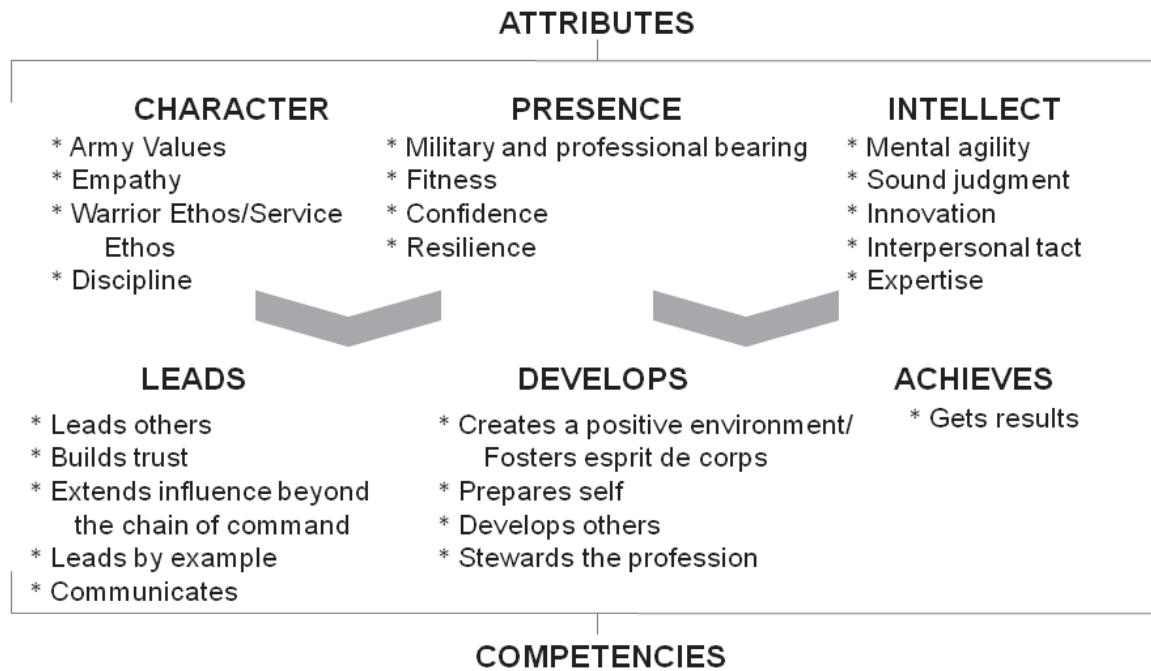 ATTRIBUTES
CHARACTER
* Army Values
* Empathy
* Warrior Ethos/Service
Ethos
* Discipline
PRESENCE
* Military and professional bearing
* Fitness
* Confidence
* Resilience
INTELLECT
* Mental agility
* Sound judgment
* Innovation
* Interpersonal tact
* Expertise
LEADS
* Leads others
* Builds trust
* Extends influence beyond
the chain of command
* Leads by example
* Communicates
DEVELOPS
* Creates a positive environment/
Fosters esprit de corps
* Prepares self
* Develops others
* Stewards the profession
ACHIEVES
* Gets results
COMPETENCIES